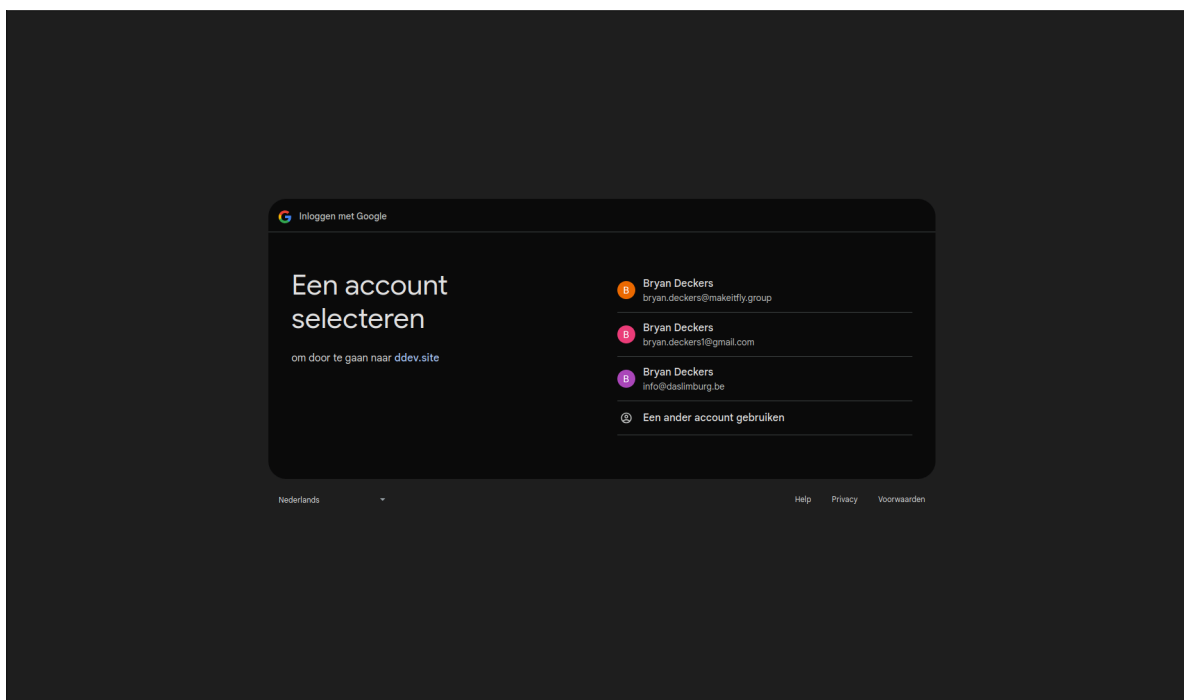 Inloggen met Google
Een account
selecteren
om door te gaan naar ddev.site
B
Bryan Deckers
bryan.deckers@makeitfly.group
B
Bryan Deckers
bryan.deckers1@gmail.com
B
Bryan Deckers
info@daslimburg.be
Een ander account gebruiken
Nederlands
Help Privacy Voorwaarden